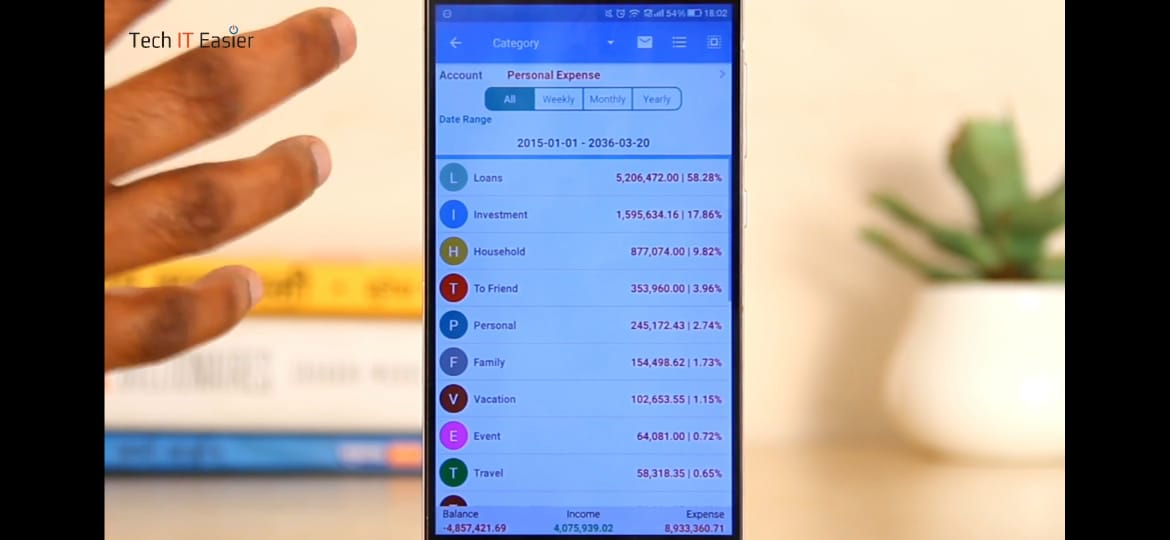 Tech IT Easier
54% 18:02
Category
Account Personal Expense
All Weekly Monthly Yearly
Date Range
2015-01-01 - 2036-03-20
L Loans 5,206,472.00 | 58.28%
I Investment 1,595,634.16 | 17.86%
H Household 877,074.00 | 9.82%
T To Friend 353,960.00 | 3.96%
P Personal 245,172.43 | 2.74%
F Family 154,498.62 | 1.73%
V Vacation 102,653.55 | 1.15%
E Event 64,081.00 | 0.72%
T Travel 58,318.35 | 0.65%
Balance Income Expense
-4,857,421.69 4,075,939.02 8,933,360.71